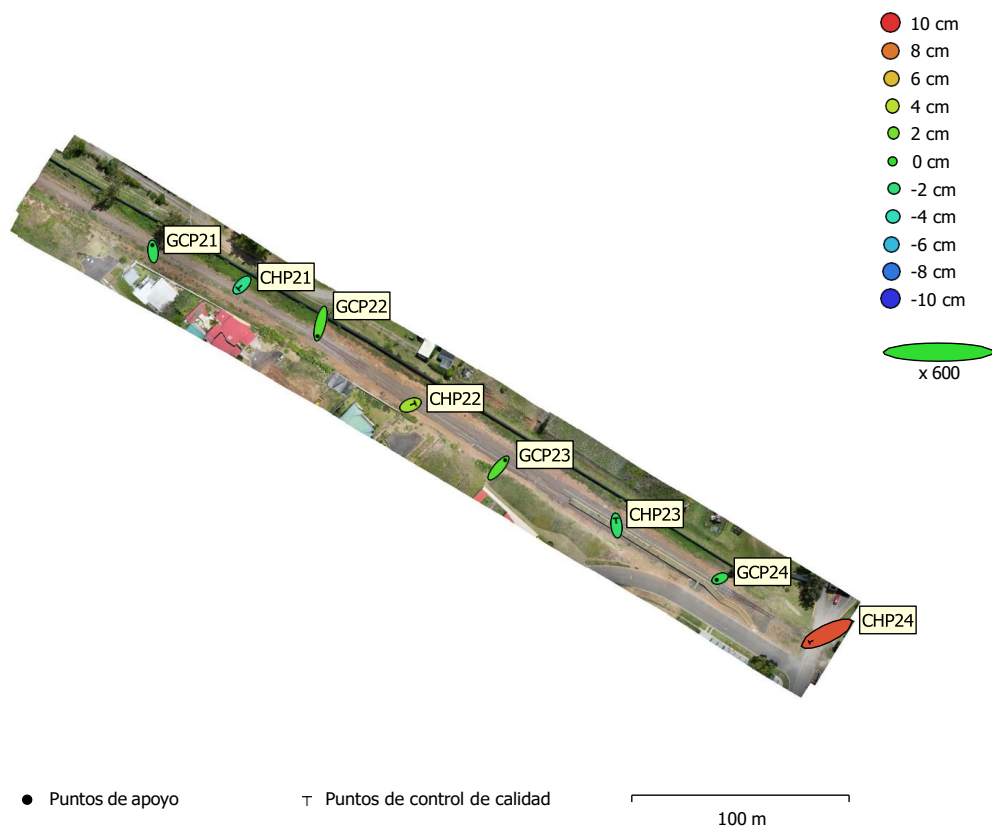 10 cm
8 cm
6 cm
4 cm
2 cm
0 cm
-2 cm
-4 cm
-6 cm
-8 cm
-10 cm
x 600
GCP21
CHP21
GCP22
CHP22
GCP23
CHP23
GCP24
CHP24
Puntos de apoyo
Puntos de control de calidad
100 m